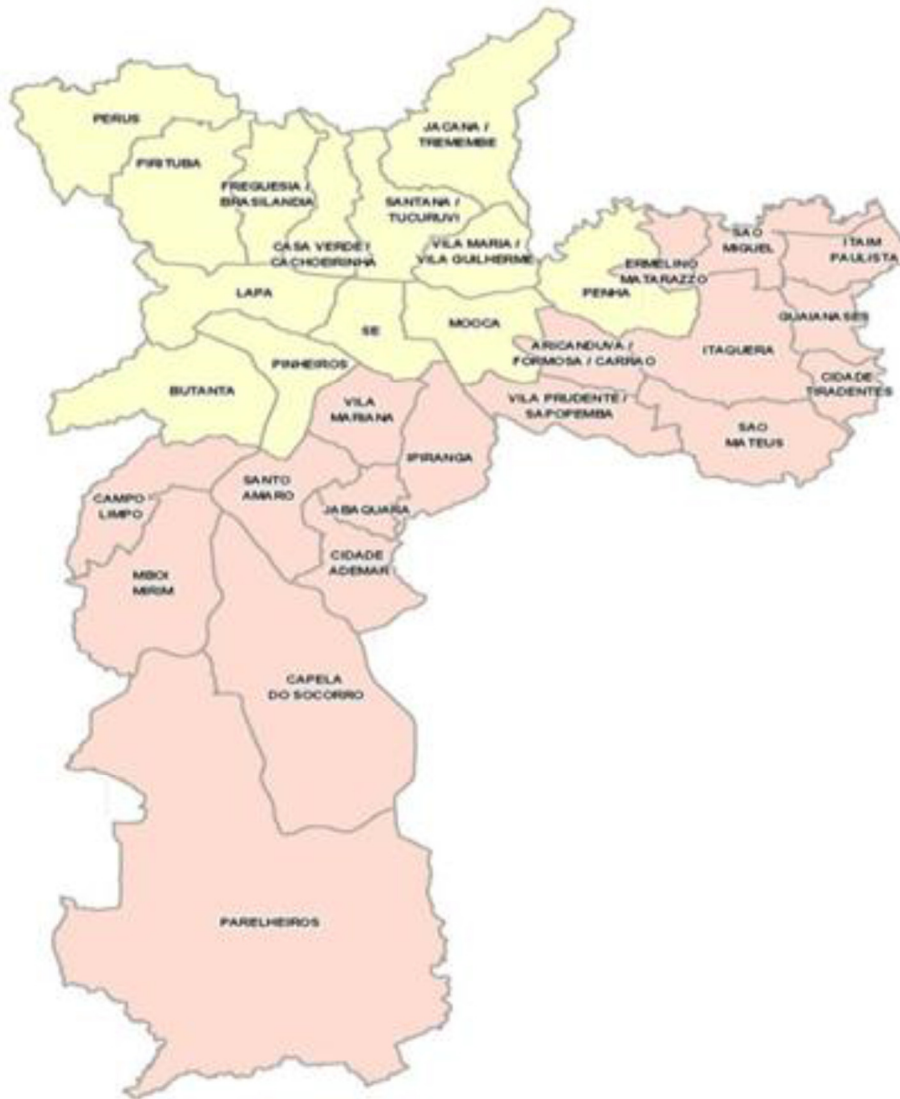 PERUS
JACANA /
TREMEMBE
PIRITUBA
FREGUESIA /
BRASILANDIA
SANTANA /
TUCURUVI
CASA VERDE /
CACHOEIRINHA
VILA MARIA /
VILA GUILHERME
SAO
MIGUEL
ITAIM
PAULISTA
ERMELINO
MATARAZZO
PENHA
LAPA
SE
MOOCA
GUAIANASES
ARICANDUVA /
FORMOSA / CARRAO
ITAQUERA
PINHEIROS
BUTANTA
CIDADE
TIRADENTES
VILA
MARIANA
VILA PRUDENTE /
SAPOPEMBA
SAO
MATEUS
IPIRANGA
SANTO
AMARO
CAMPO
LIMPO
JABAQUARA
CIDADE
ADEMAR
MBOI
MIRIM
CAPELA
DO SOCORRO
PARELHEIROS